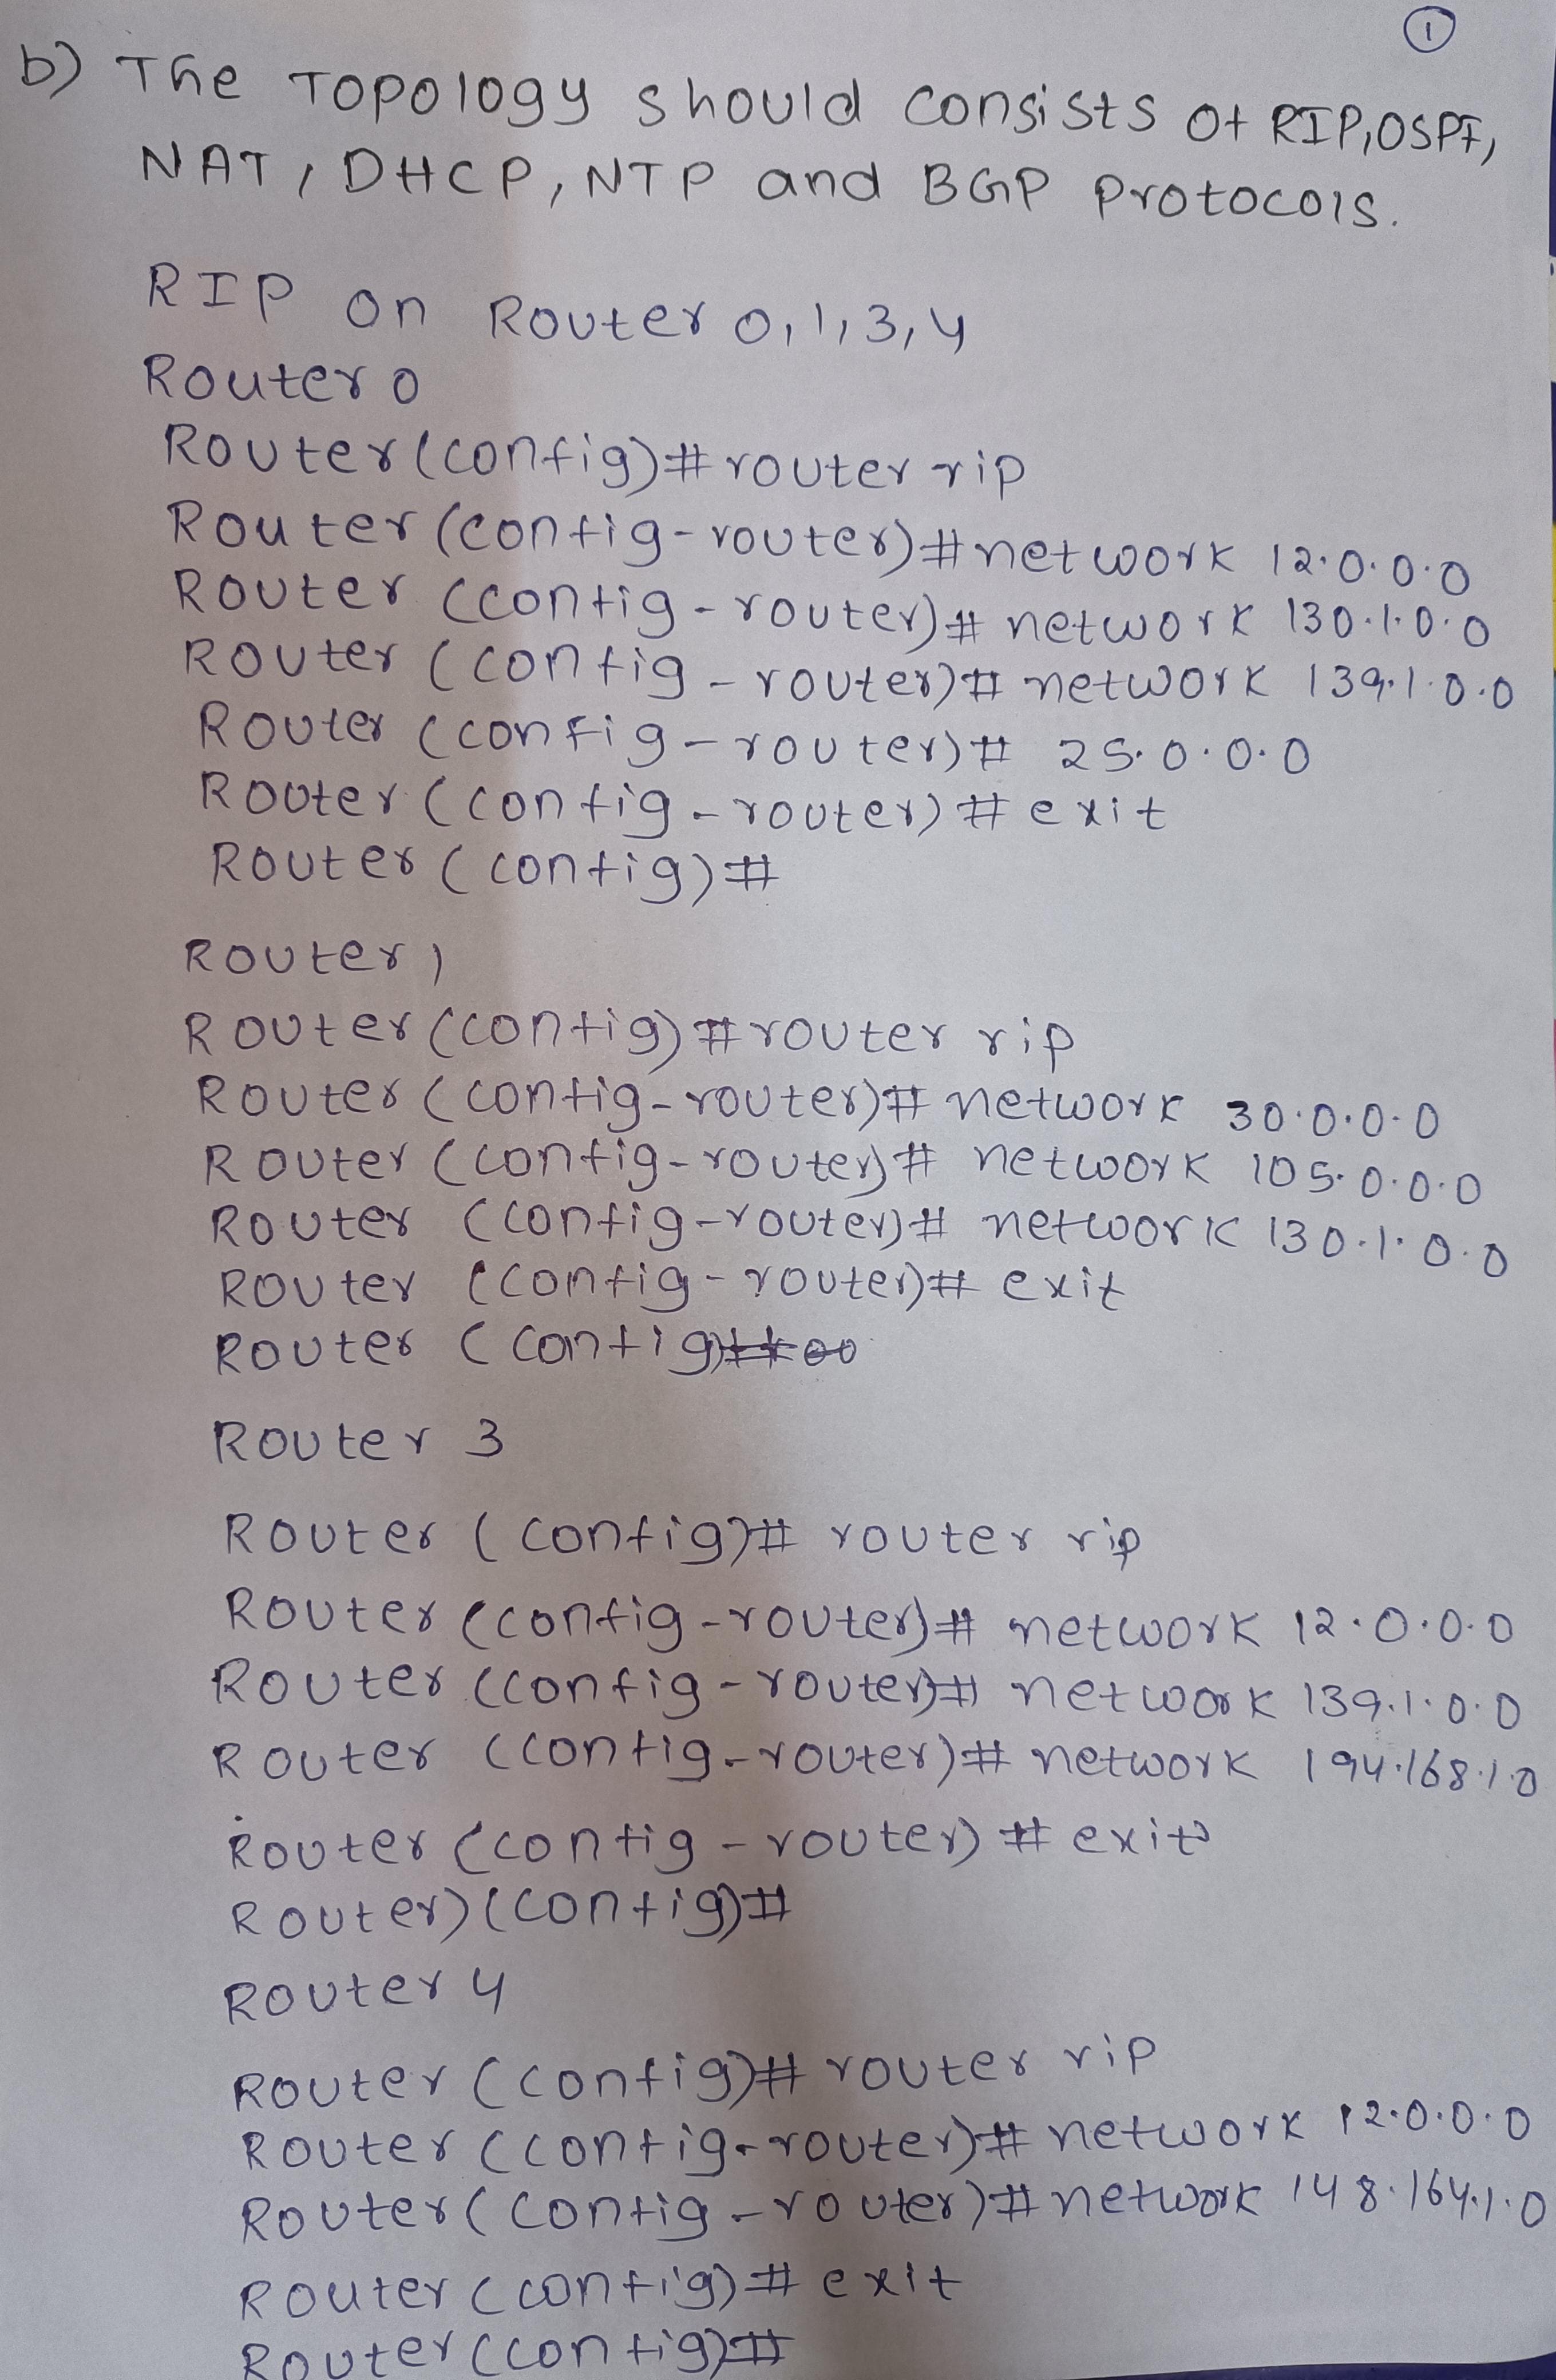 1
b) The Topology should consists of RIP, OSPF,
NAT, DHCP, NTP and BGP Protocols.
RIP on Router 0,1,3,4
Router 0
Router(config)#router rip
Router(config-router)#network 12.0.0.0
Router (config-router)# network 130.1.0.0
Router (config-router)# network 139.1.0.0
Router (config-router)# 25.0.0.0
Router (config-router)# exit
Router (config)#
Router 1
Router (config)#router rip
Router (config-router)# network 30.0.0.0
Router (config-router)# network 105.0.0.0
Router (config-router)# network 130.1.0.0
Router (config-router)# exit
Router (config)
Router 3
Router (config)# router rip
Router (config-router)# network 12.0.0.0
Router (config-router)# network 139.1.0.0
Router (config-router)# network 194.168.1.0
Router (config-router)# exit
Router)(config)#
Router 4
Router (config)# router rip
Router (config-router)# network 12.0.0.0
Router (config-router)# network 148.164.1.0
Router (config)# exit
Router (config)#